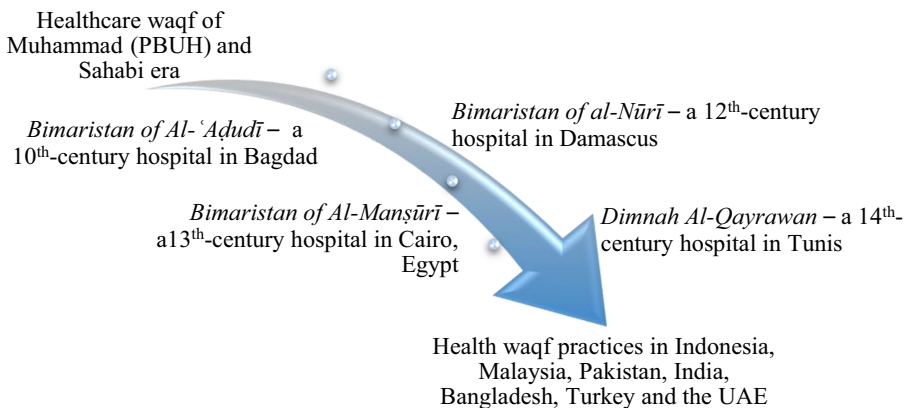 Healthcare waqf of
Muhammad (PBUH) and
Sahabi era
Bimaristan of Al-ʿAḍudī – a
10th-century hospital in Bagdad
Bimaristan of al-Nūrī – a 12th-century
hospital in Damascus
Bimaristan of Al-Manṣūrī –
a13th-century hospital in Cairo,
Egypt
Dimnah Al-Qayrawan – a 14th-
century hospital in Tunis
Health waqf practices in Indonesia,
Malaysia, Pakistan, India,
Bangladesh, Turkey and the UAE